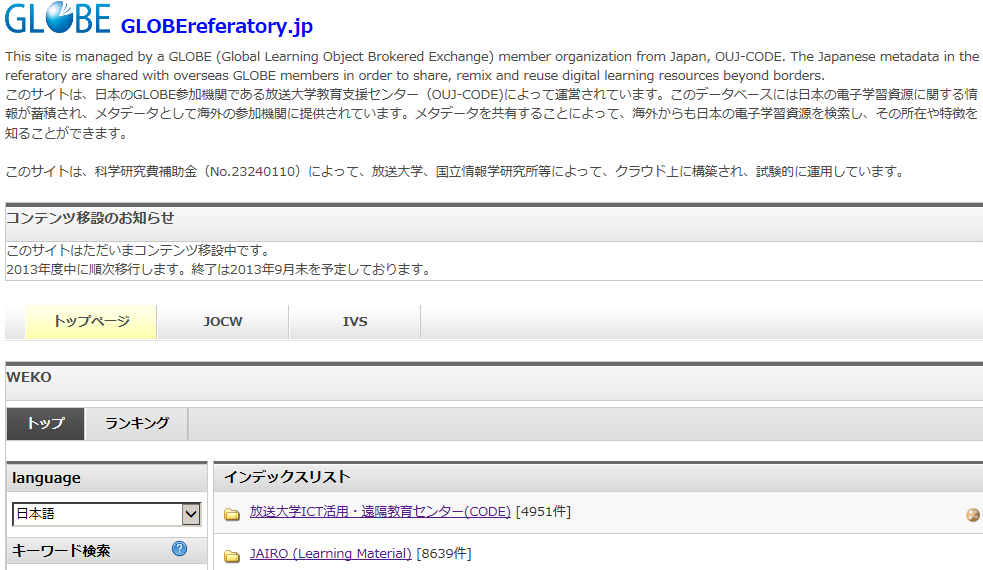 GLOBE GLOBEreferatory.jp
This site is managed by a GLOBE (Global Learning Object Brokered Exchange) member organization from Japan, OUJ-CODE. The Japanese metadata in the
referatory are shared with overseas GLOBE members in order to share, remix and reuse digital learning resources beyond borders.
このサイトは、日本のGLOBE参加機関である放送大学教育支援センター（OUJ-CODE)によって運営されています。このデータベースには日本の電子学習資源に関する情
報が蓄積され、メタデータとして海外の参加機関に提供されています。メタデータを共有することによって、海外からも日本の電子学習資源を検索し、その所在や特徴を
知ることができます。
このサイトは、科学研究費補助金（No.23240110）によって、放送大学、国立情報学研究所等によって、クラウド上に構築され、試験的に運用しています。
コンテンツ移設のお知らせ
このサイトはただいまコンテンツ移設中です。
2013年度中に順次移行します。終了は2013年9月末を予定しております。
トップページ JOCW IVS
WEKO
トップ ランキング
language
日本語
キーワード検索 ?
インデックスリスト
放送大学ICT活用・遠隔教育センター(CODE) [4951件]
JAIRO (Learning Material) [8639件]